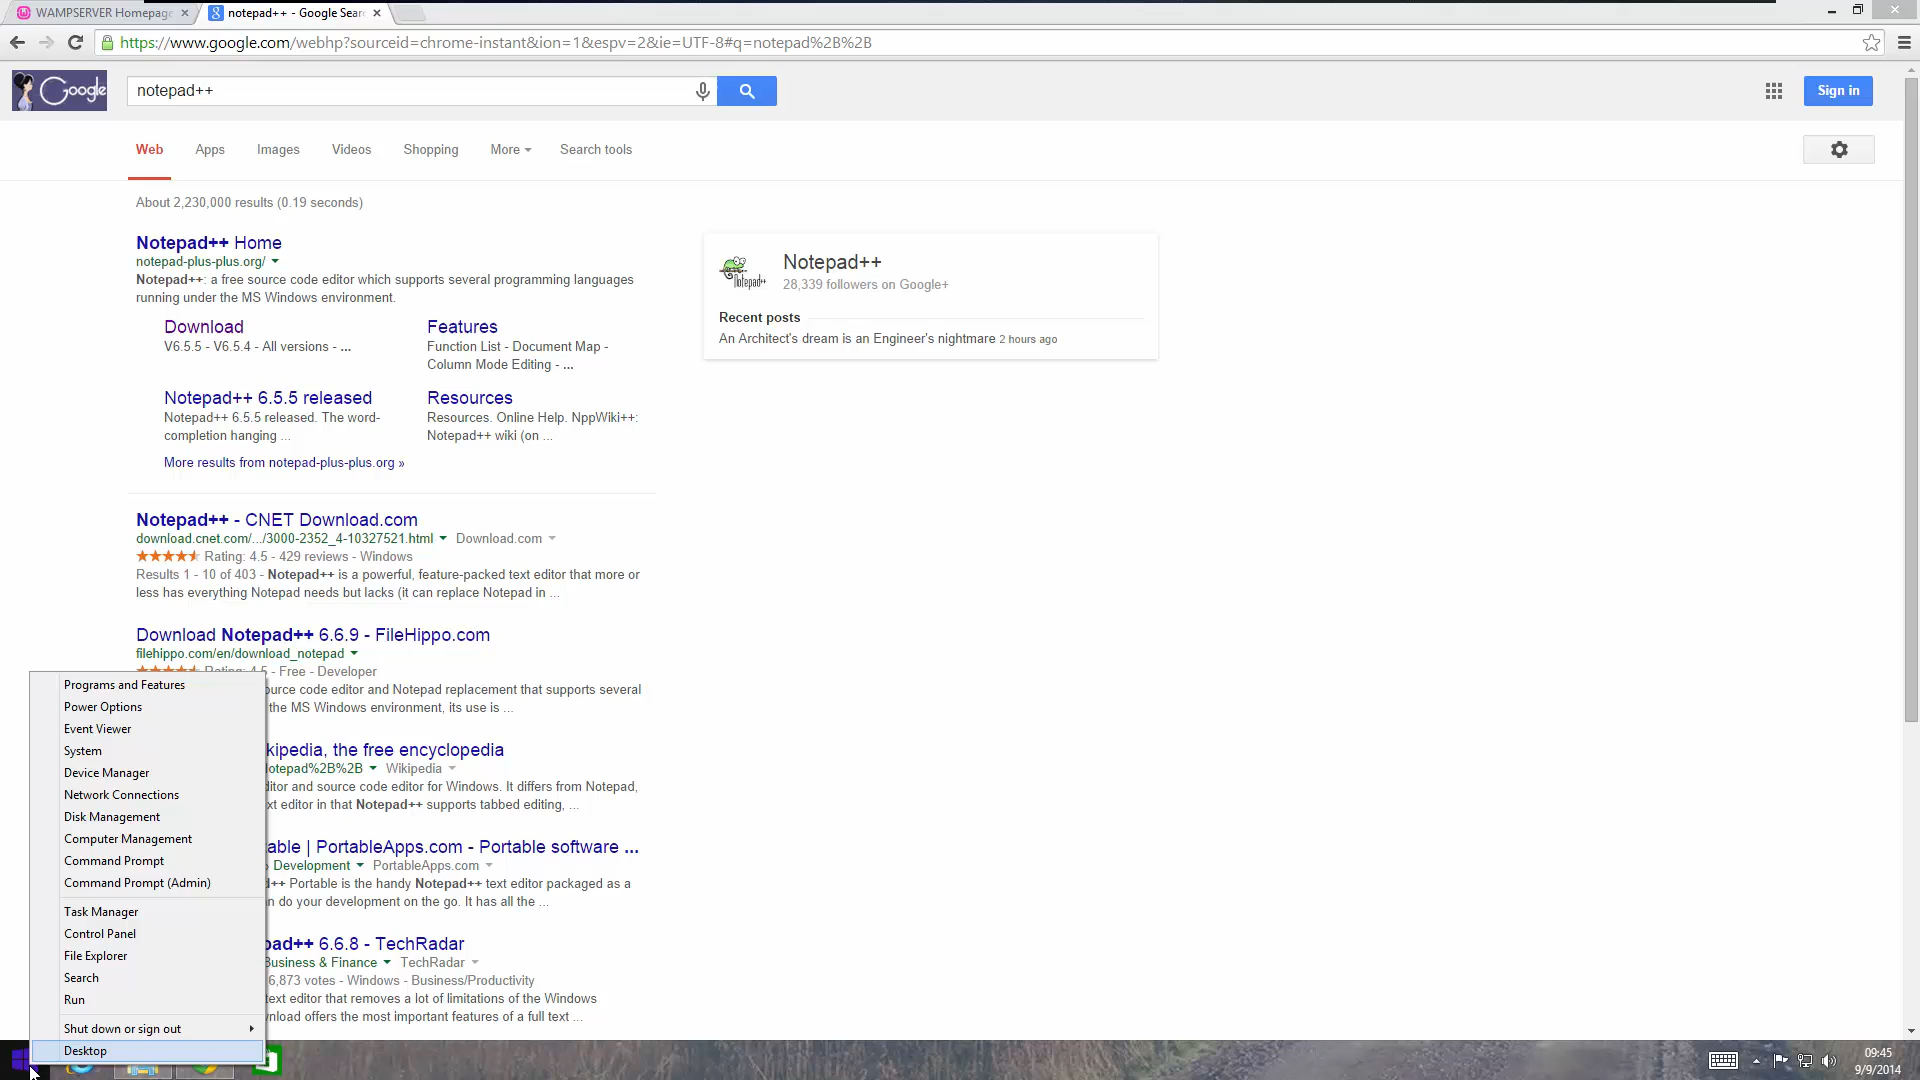 WAMPSERVER Homepage
notepad++ - Google Sear
https://www.google.com/webhp?sourceid=chrome-instant&ion=1&espv=2&ie=UTF-8#q=notepad%2B%2B
Google
notepad++
Sign in
Web
Apps
Images
Videos
Shopping
More
Search tools
About 2,230,000 results (0.19 seconds)
Notepad++ Home
notepad-plus-plus.org/
Notepad++: a free source code editor which supports several programming languages
running under the MS Windows environment.
Download
V6.5.5 - V6.5.4 - All versions - ...
Features
Function List - Document Map -
Column Mode Editing - ...
Notepad++ 6.5.5 released
Notepad++ 6.5.5 released. The word-
completion hanging ...
Resources
Resources. Online Help. NppWiki++:
Notepad++ wiki (on ...
More results from notepad-plus-plus.org »
Notepad++
Notepad++
28,339 followers on Google+
Recent posts
An Architect's dream is an Engineer's nightmare 2 hours ago
Notepad++ - CNET Download.com
download.cnet.com/.../3000-2352_4-10327521.html
Download.com
Rating: 4.5 - 429 reviews - Windows
Results 1 - 10 of 403 - Notepad++ is a powerful, feature-packed text editor that more or
less has everything Notepad needs but lacks (it can replace Notepad in ...
Download Notepad++ 6.6.9 - FileHippo.com
filehippo.com/en/download_notepad
Rating: 4.5 - Free - Developer
ource code editor and Notepad replacement that supports several
the MS Windows environment, its use is ...
kipedia, the free encyclopedia
lotepad%2B%2B
Wikipedia
ditor and source code editor for Windows. It differs from Notepad,
xt editor in that Notepad++ supports tabbed editing, ...
able | PortableApps.com - Portable software ...
Development
PortableApps.com
d++ Portable is the handy Notepad++ text editor packaged as a
n do your development on the go. It has all the ...
pad++ 6.6.8 - TechRadar
Business & Finance
TechRadar
6,873 votes - Windows - Business/Productivity
text editor that removes a lot of limitations of the Windows
wnload offers the most important features of a full text ...
Programs and Features
Power Options
Event Viewer
System
Device Manager
Network Connections
Disk Management
Computer Management
Command Prompt
Command Prompt (Admin)
Task Manager
Control Panel
File Explorer
Search
Run
Shut down or sign out
Desktop
09:45
9/9/2014